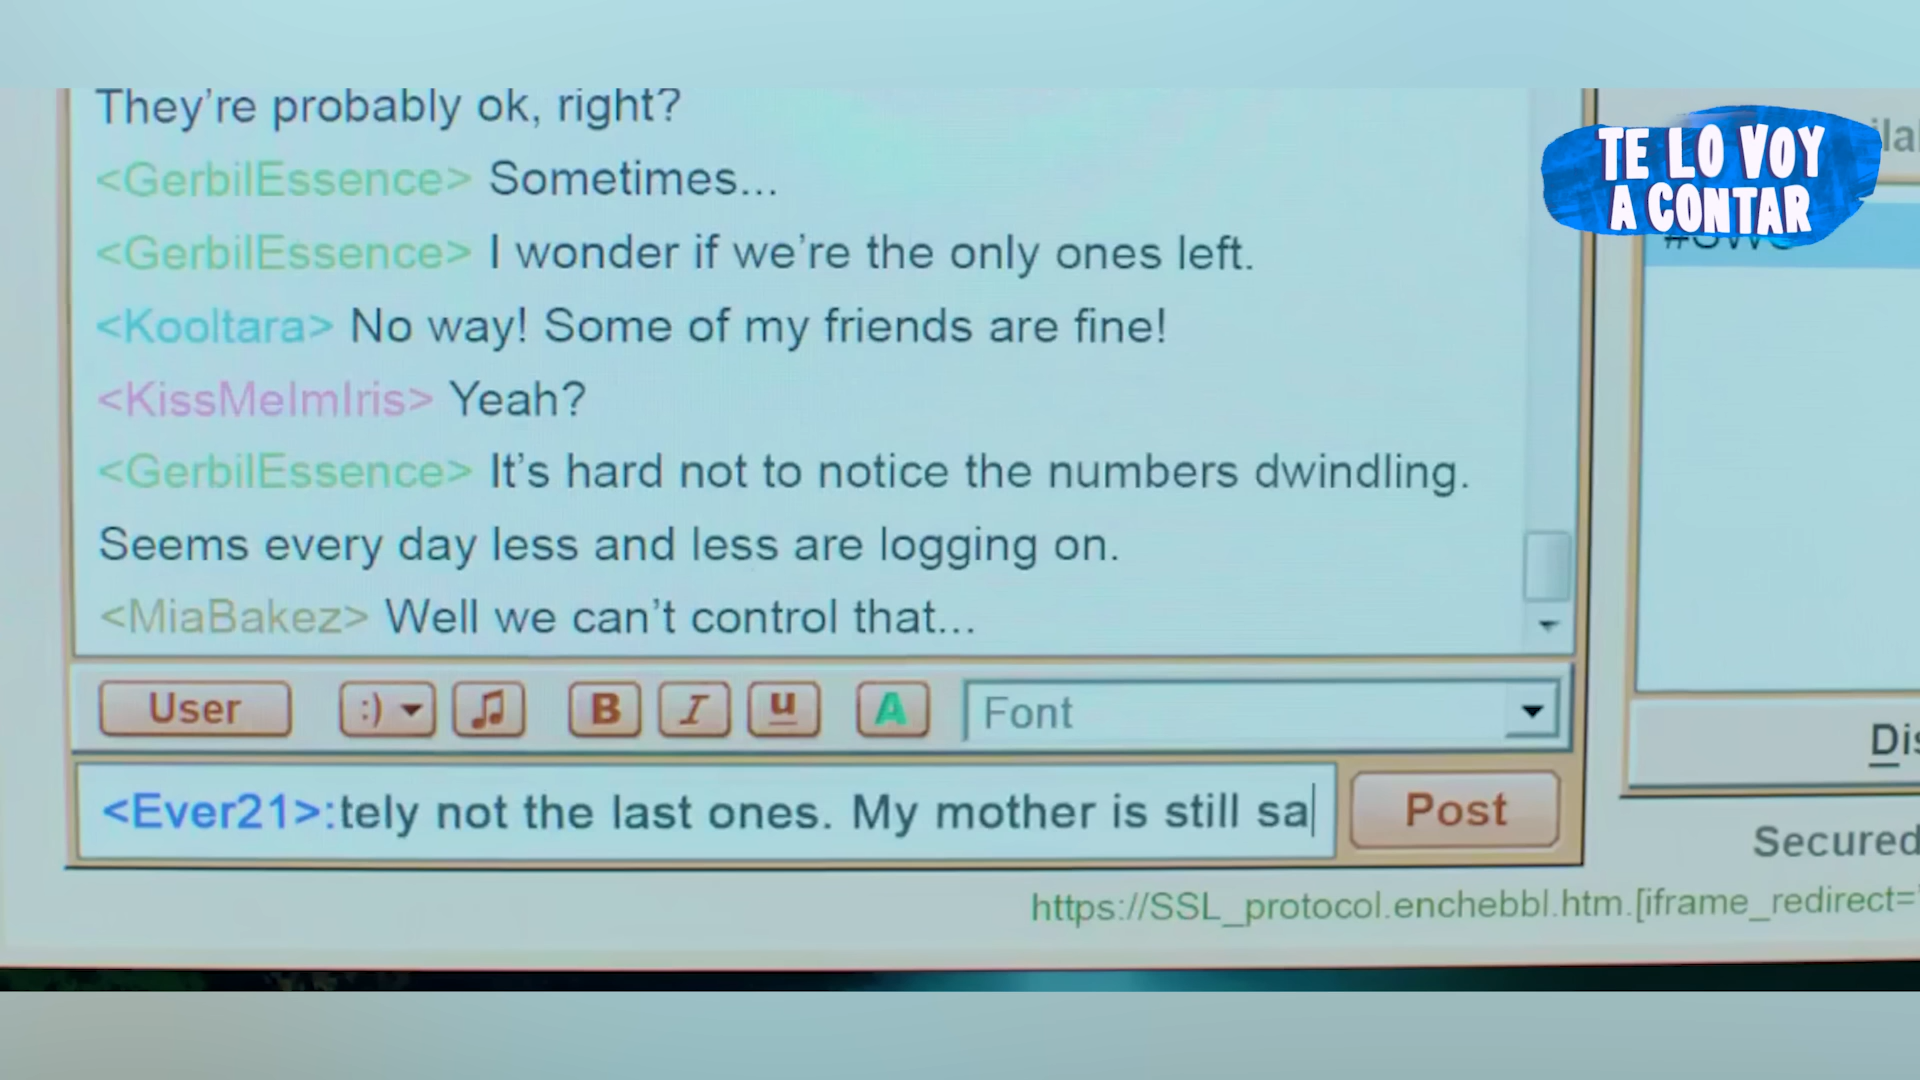 They're probably ok, right?
<GerbilEssence> Sometimes...
<GerbilEssence> I wonder if we're the only ones left.
<Kooltara> No way! Some of my friends are fine!
<KissMeImIris> Yeah?
<GerbilEssence> It's hard not to notice the numbers dwindling.
Seems every day less and less are logging on.
<MiaBakez> Well we can't control that...
User :) B I u A Font
<Ever21>:tely not the last ones. My mother is still sa
Post
TE LO VOY
A CONTAR
Secured
https://SSL_protocol.enchebbl.htm.[iframe_redirect=